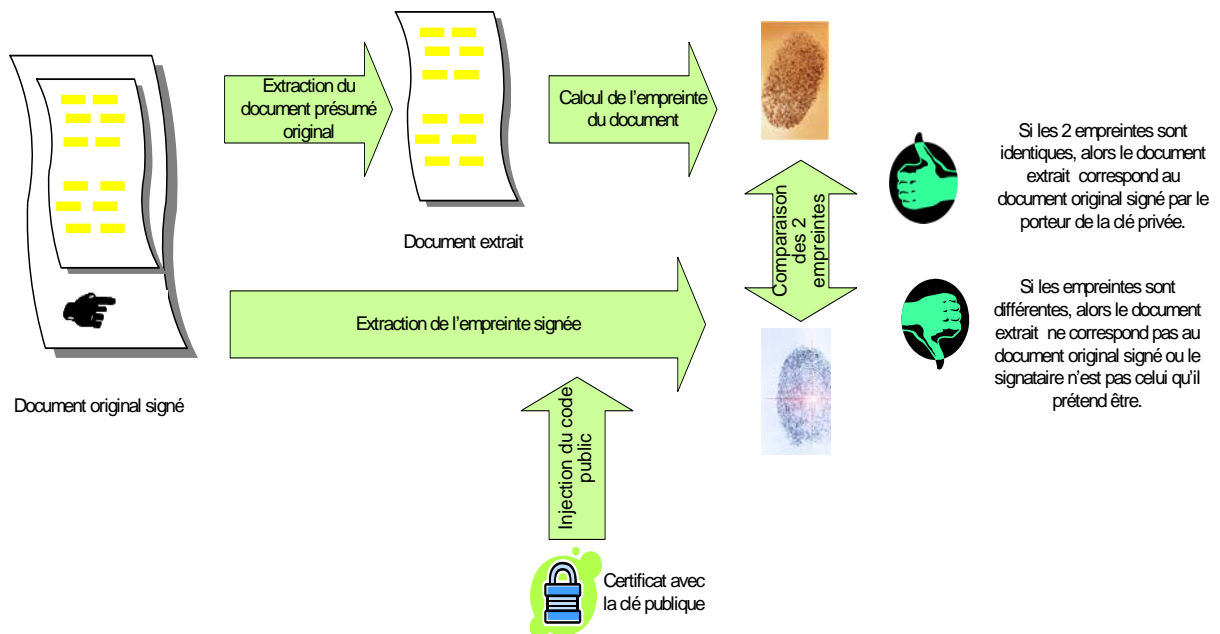 Extraction du
document présumé
original
Document extrait
Calcul de l'empreinte
du document
Comparaison
des 2
empreintes
Si les 2 empreintes sont
identiques, alors le document
extrait correspond au
document original signé par le
porteur de la clé privée.
Si les empreintes sont
différentes, alors le document
extrait ne correspond pas au
document original signé ou le
signataire n'est pas celui qu'il
prétend être.
Extraction de l'empreinte signée
Document original signé
Injection du code
public
Certificat avec
la clé publique